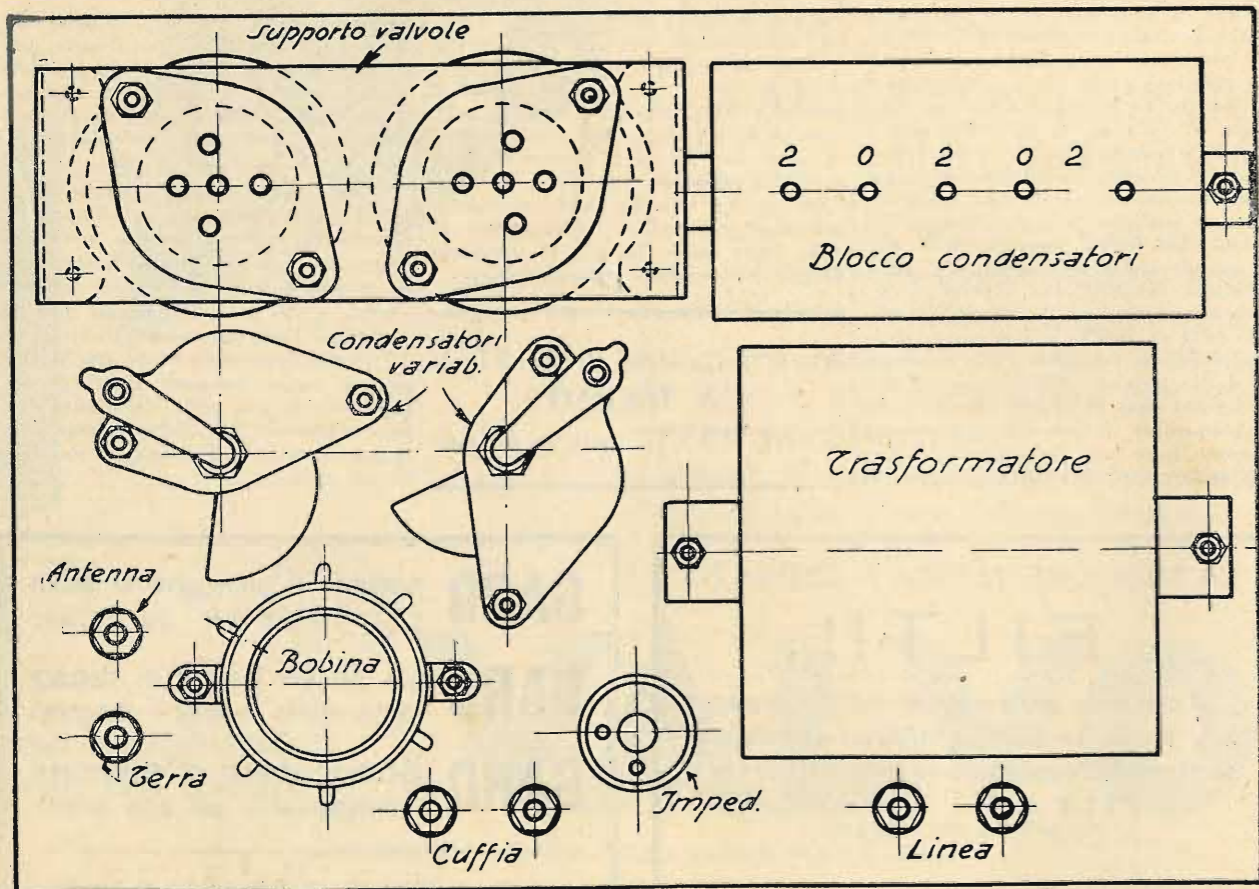 supporto valvole
2 0 2 0 2
Blocco condensatori
Condensatori
variab.
Trasformatore
Antenna
Bobina
Terra
Imped.
Cuffia
Linea